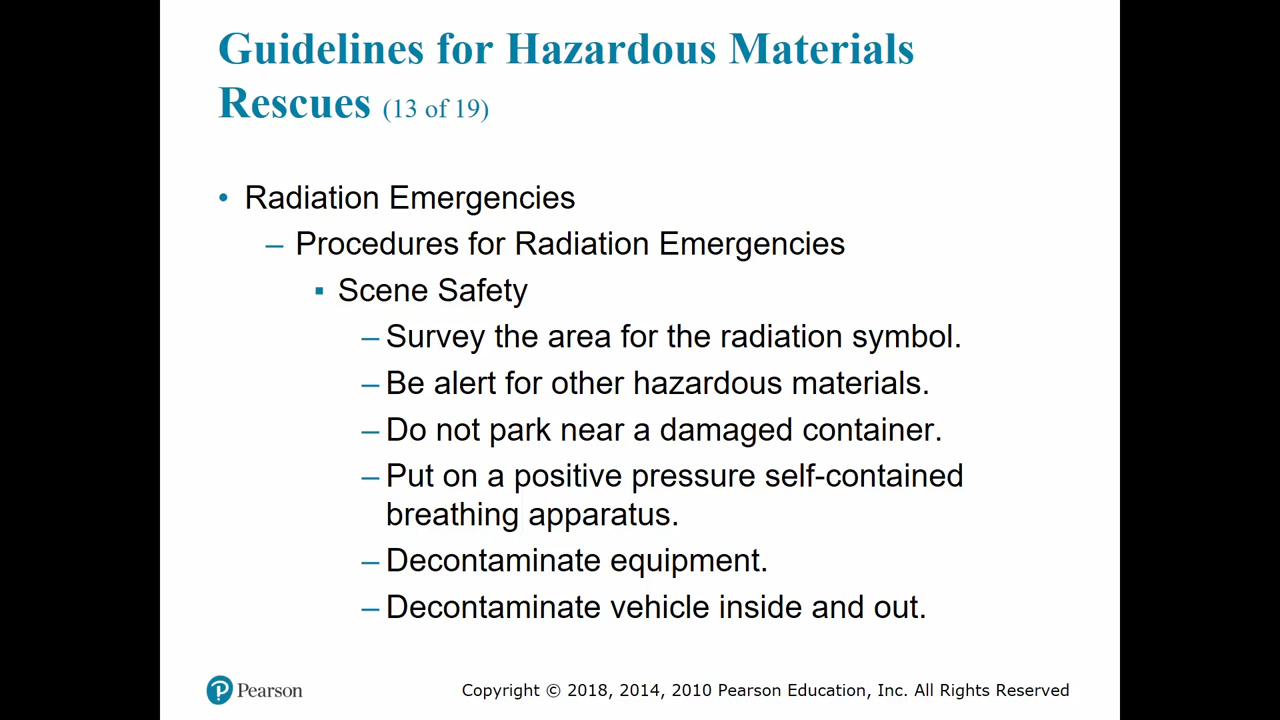 Guidelines for Hazardous Materials
Rescues (13 of 19)
• Radiation Emergencies
– Procedures for Radiation Emergencies
▪ Scene Safety
– Survey the area for the radiation symbol.
– Be alert for other hazardous materials.
– Do not park near a damaged container.
– Put on a positive pressure self-contained
breathing apparatus.
– Decontaminate equipment.
– Decontaminate vehicle inside and out.
P Pearson
Copyright © 2018, 2014, 2010 Pearson Education, Inc. All Rights Reserved